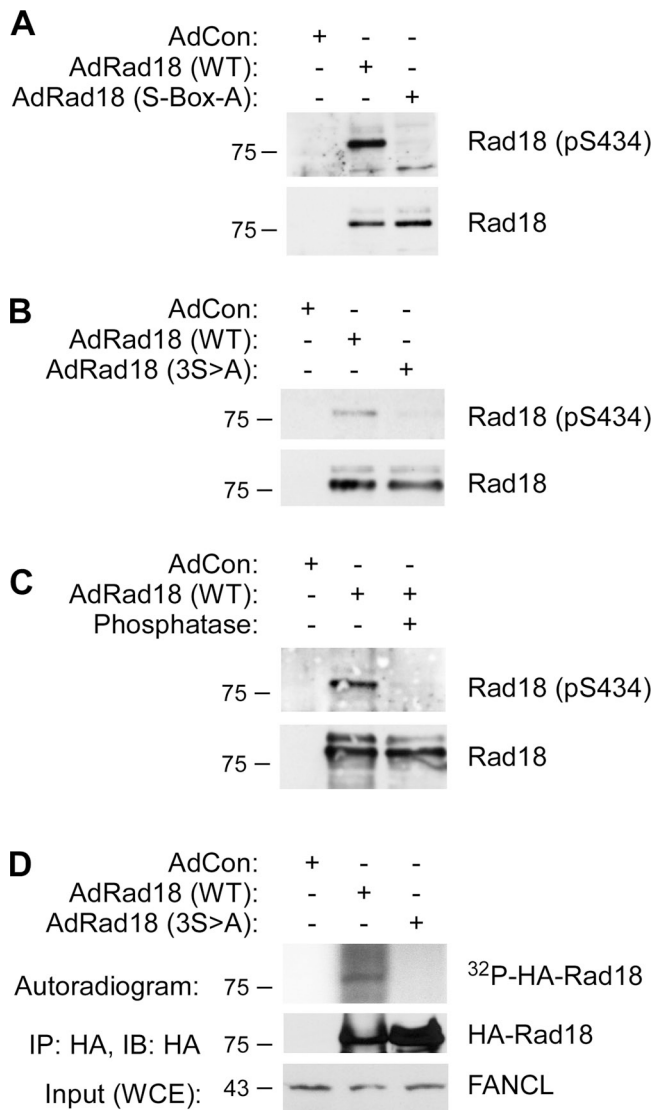 A
AdCon: + - -
AdRad18 (WT): - + -
AdRad18 (S-Box-A): - - +
75 – Rad18 (pS434)
75 – Rad18
B
AdCon: + - -
AdRad18 (WT): - + -
AdRad18 (3S>A): - - +
75 – Rad18 (pS434)
75 – Rad18
C
AdCon: + - -
AdRad18 (WT): - + +
Phosphatase: - - +
75 – Rad18 (pS434)
75 – Rad18
D
AdCon: + - -
AdRad18 (WT): - + -
AdRad18 (3S>A): - - +
Autoradiogram: 75 – ³²P-HA-Rad18
IP: HA, IB: HA 75 – HA-Rad18
Input (WCE): 43 – FANCL